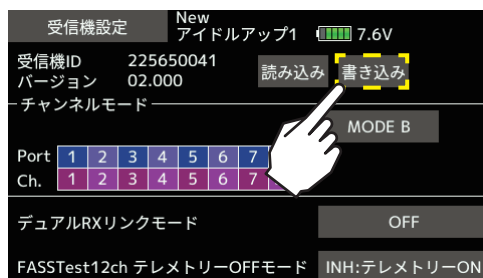 受信機設定 New アイドルアップ1 7.6V
受信機ID 225650041
バージョン 02.000
読み込み 書き込み
チャンネルモード
MODE B
Port 1 2 3 4 5 6 7
Ch. 1 2 3 4 5 6 7
デュアルRXリンクモード OFF
FASSTest12ch テレメトリーOFFモード INH:テレメトリーON